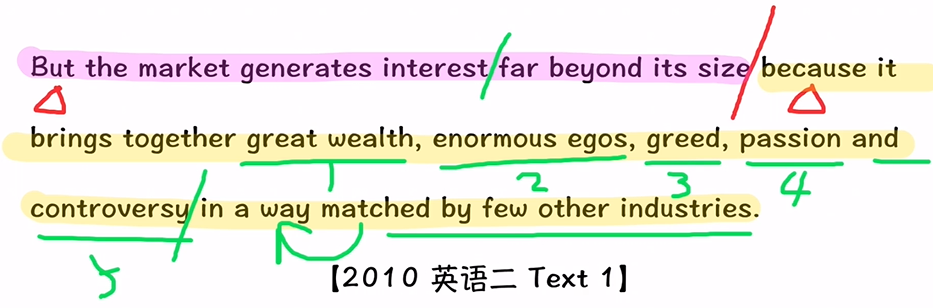 But the market generates interest far beyond its size because it
brings together great wealth, enormous egos, greed, passion and
1 2 3 4
controversy in a way matched by few other industries.
5
【2010 英语二 Text 1】